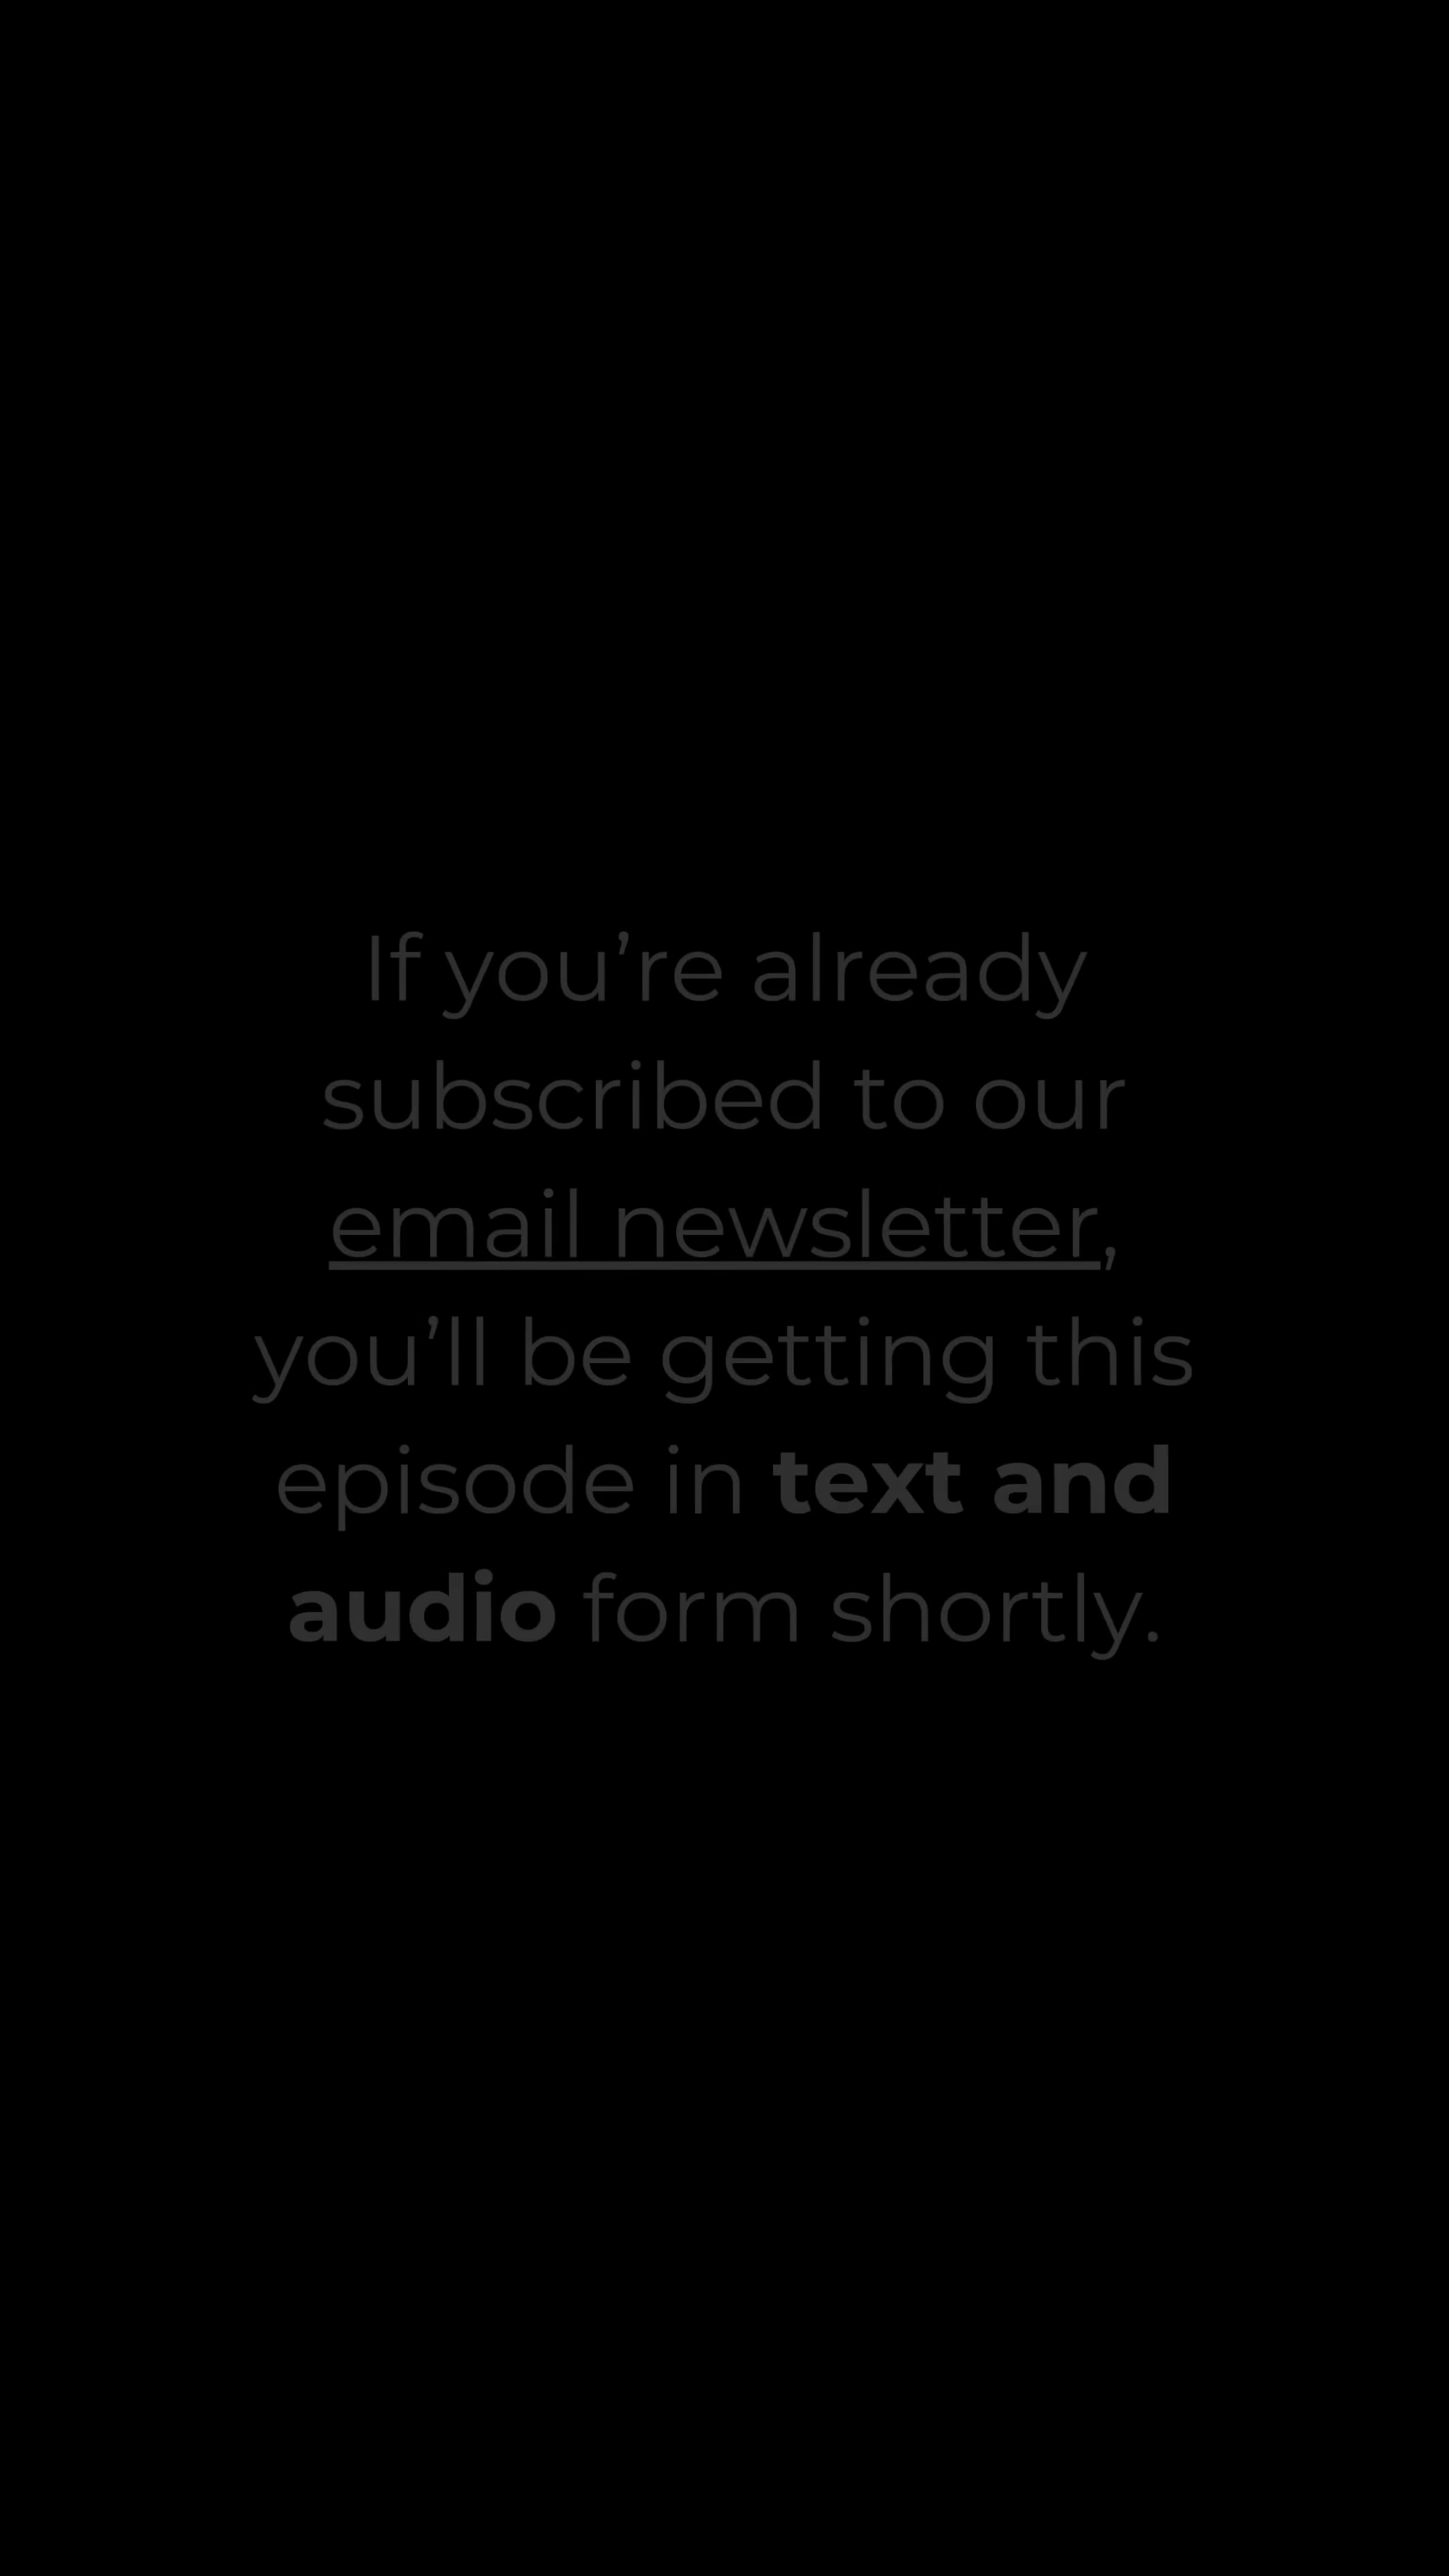 If you’re already
subscribed to our
email newsletter,
you’ll be getting this
episode in text and
audio form shortly.